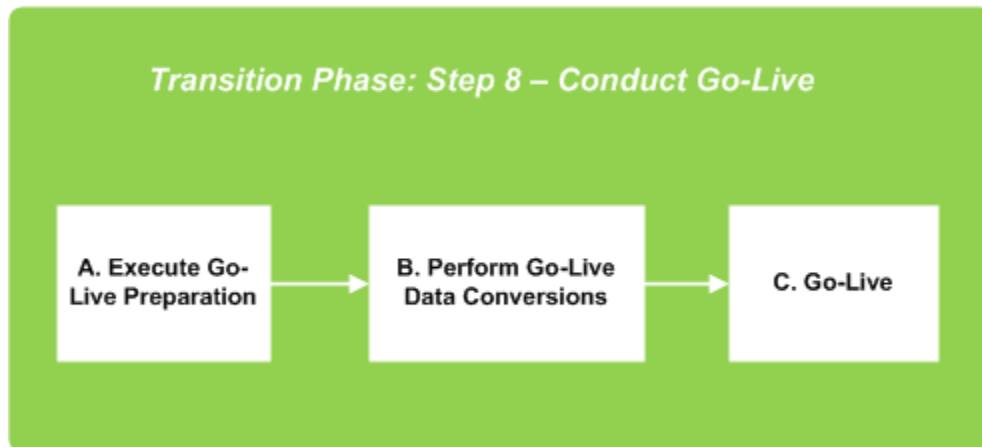 Transition Phase: Step 8 – Conduct Go-Live
A. Execute Go-
Live Preparation
B. Perform Go-Live
Data Conversions
C. Go-Live